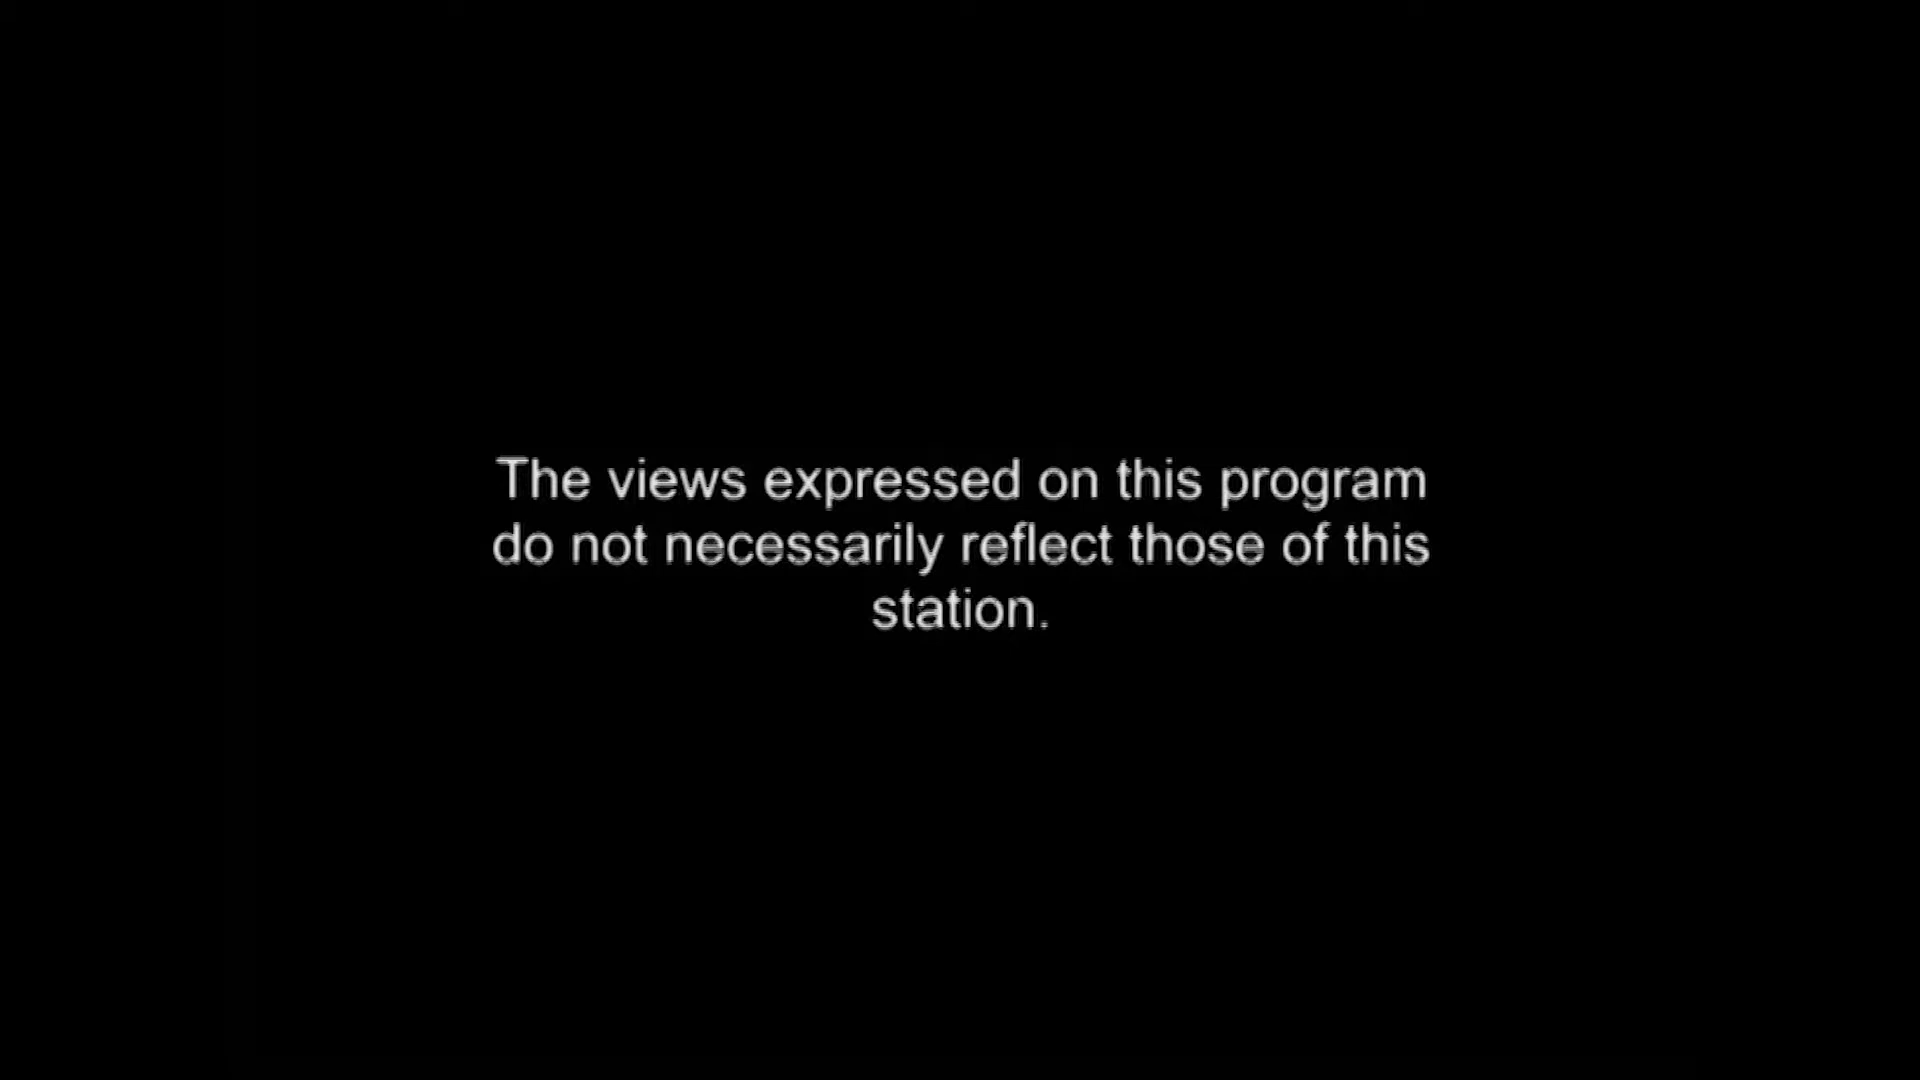 The views expressed on this program
do not necessarily reflect those of this
station.